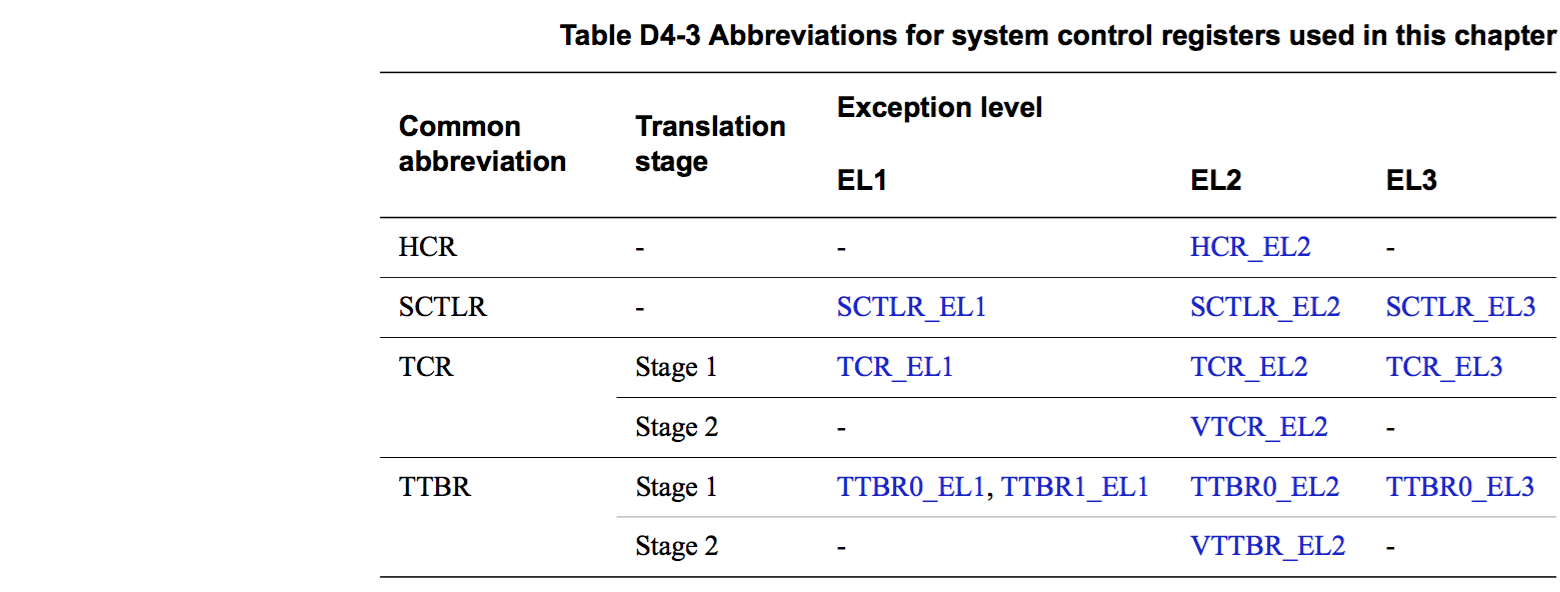 Table D4-3 Abbreviations for system control registers used in this chapter
Common abbreviation Translation stage Exception level
EL1 EL2 EL3
HCR - - HCR_EL2 -
SCTLR - SCTLR_EL1 SCTLR_EL2 SCTLR_EL3
TCR Stage 1 TCR_EL1 TCR_EL2 TCR_EL3
Stage 2 - VTCR_EL2 -
TTBR Stage 1 TTBR0_EL1, TTBR1_EL1 TTBR0_EL2 TTBR0_EL3
Stage 2 - VTTBR_EL2 -